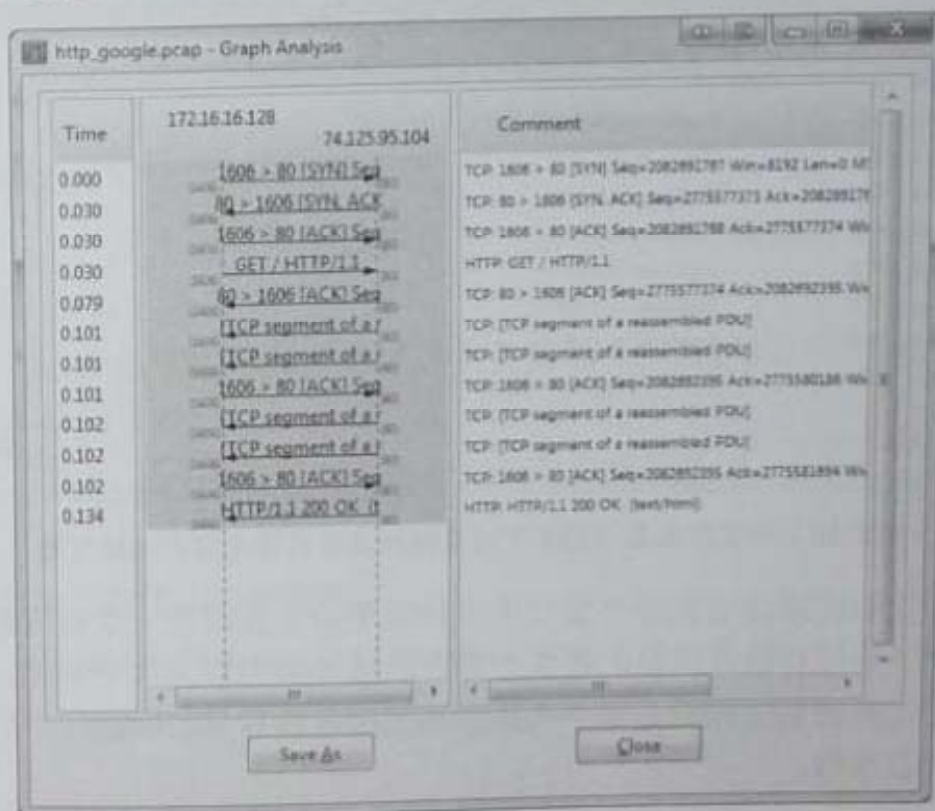 http_google.pcap - Graph Analysis
Time 172.16.16.128 74.125.95.104 Comment
0.000 1606 > 80 [SYN] Seq TCP: 1606 > 80 [SYN] Seq=2082691767 Win=8192 Len=0
0.030 80 > 1606 [SYN, ACK TCP: 80 > 1606 [SYN, ACK] Seq=2775577373
0.030 1606 > 80 [ACK] Seq TCP: 1606 > 80 [ACK] Seq=2082691768 Ack=2775577374
0.030 GET / HTTP/1.1 HTTP: GET / HTTP/1.1
0.079 80 > 1606 [ACK] Seq TCP: 80 > 1606 [ACK] Seq=2775577374 Ack=2082692395
0.101 [TCP segment of a r TCP: [TCP segment of a reassembled PDU]
0.101 [TCP segment of a r TCP: [TCP segment of a reassembled PDU]
0.101 1606 > 80 [ACK] Seq TCP: 1606 > 80 [ACK] Seq=2082692395 Ack=2775580186
0.102 [TCP segment of a r TCP: [TCP segment of a reassembled PDU]
0.102 [TCP segment of a r TCP: [TCP segment of a reassembled PDU]
0.102 1606 > 80 [ACK] Seq TCP: 1606 > 80 [ACK] Seq=2082692395 Ack=2775581694
0.134 HTTP/1.1 200 OK (t HTTP: HTTP/1.1 200 OK (text/html)
Save As Close